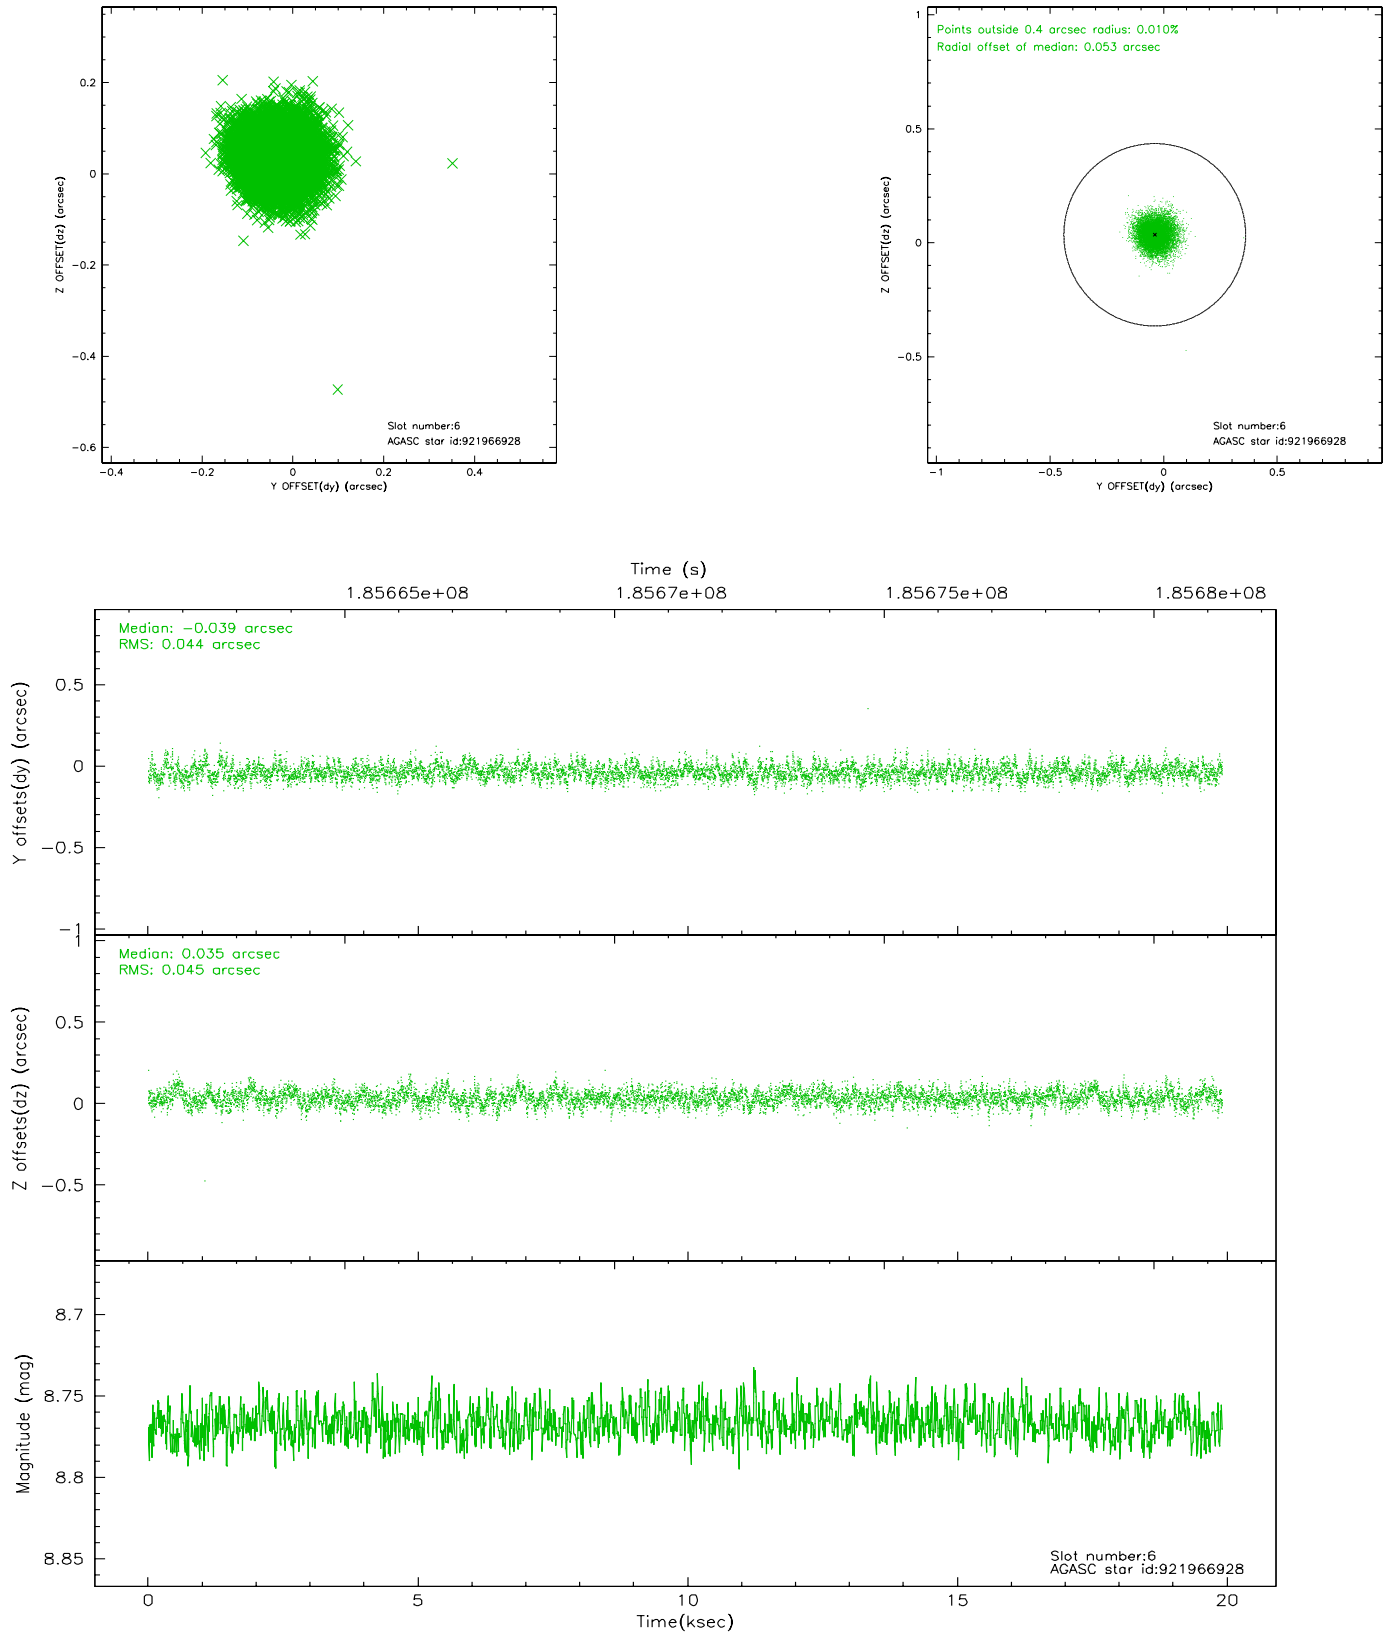 0.2
0
−0.2
−0.4
−0.6
Z OFFSET(dz) (arcsec)
−0.4 −0.2 0 0.2 0.4
Y OFFSET(dy) (arcsec)
Slot number:6
AGASC star id:921966928
Points outside 0.4 arcsec radius: 0.010%
Radial offset of median: 0.053 arcsec
1
0.5
0
−0.5
Z OFFSET(dz) (arcsec)
−1 −0.5 0 0.5
Y OFFSET(dy) (arcsec)
Slot number:6
AGASC star id:921966928
Time (s)
1.85665e+08 1.8567e+08 1.85675e+08 1.8568e+08
Median: −0.039 arcsec
RMS: 0.044 arcsec
0.5
0
−0.5
−1
Y offsets(dy) (arcsec)
Median: 0.035 arcsec
RMS: 0.045 arcsec
1
0.5
0
−0.5
Z offsets(dz) (arcsec)
8.7
8.75
8.8
8.85
Magnitude (mag)
Slot number:6
AGASC star id:921966928
0 5 10 15 20
Time(ksec)